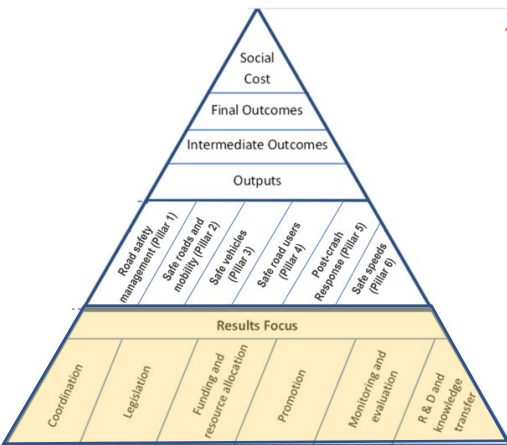 Social
Cost
Final Outcomes
Intermediate Outcomes
Outputs
Road safety
management (Pillar 1)
Safe roads and
mobility (Pillar 2)
Safe vehicles
(Pillar 3)
Safe road users
(Pillar 4)
Post-crash
Response (Pillar 5)
Safe speeds
(Pillar 6)
Results Focus
Coordination
Legislation
Funding and
resource allocation
Promotion
Monitoring and
evaluation
R & D and
knowledge
transfer